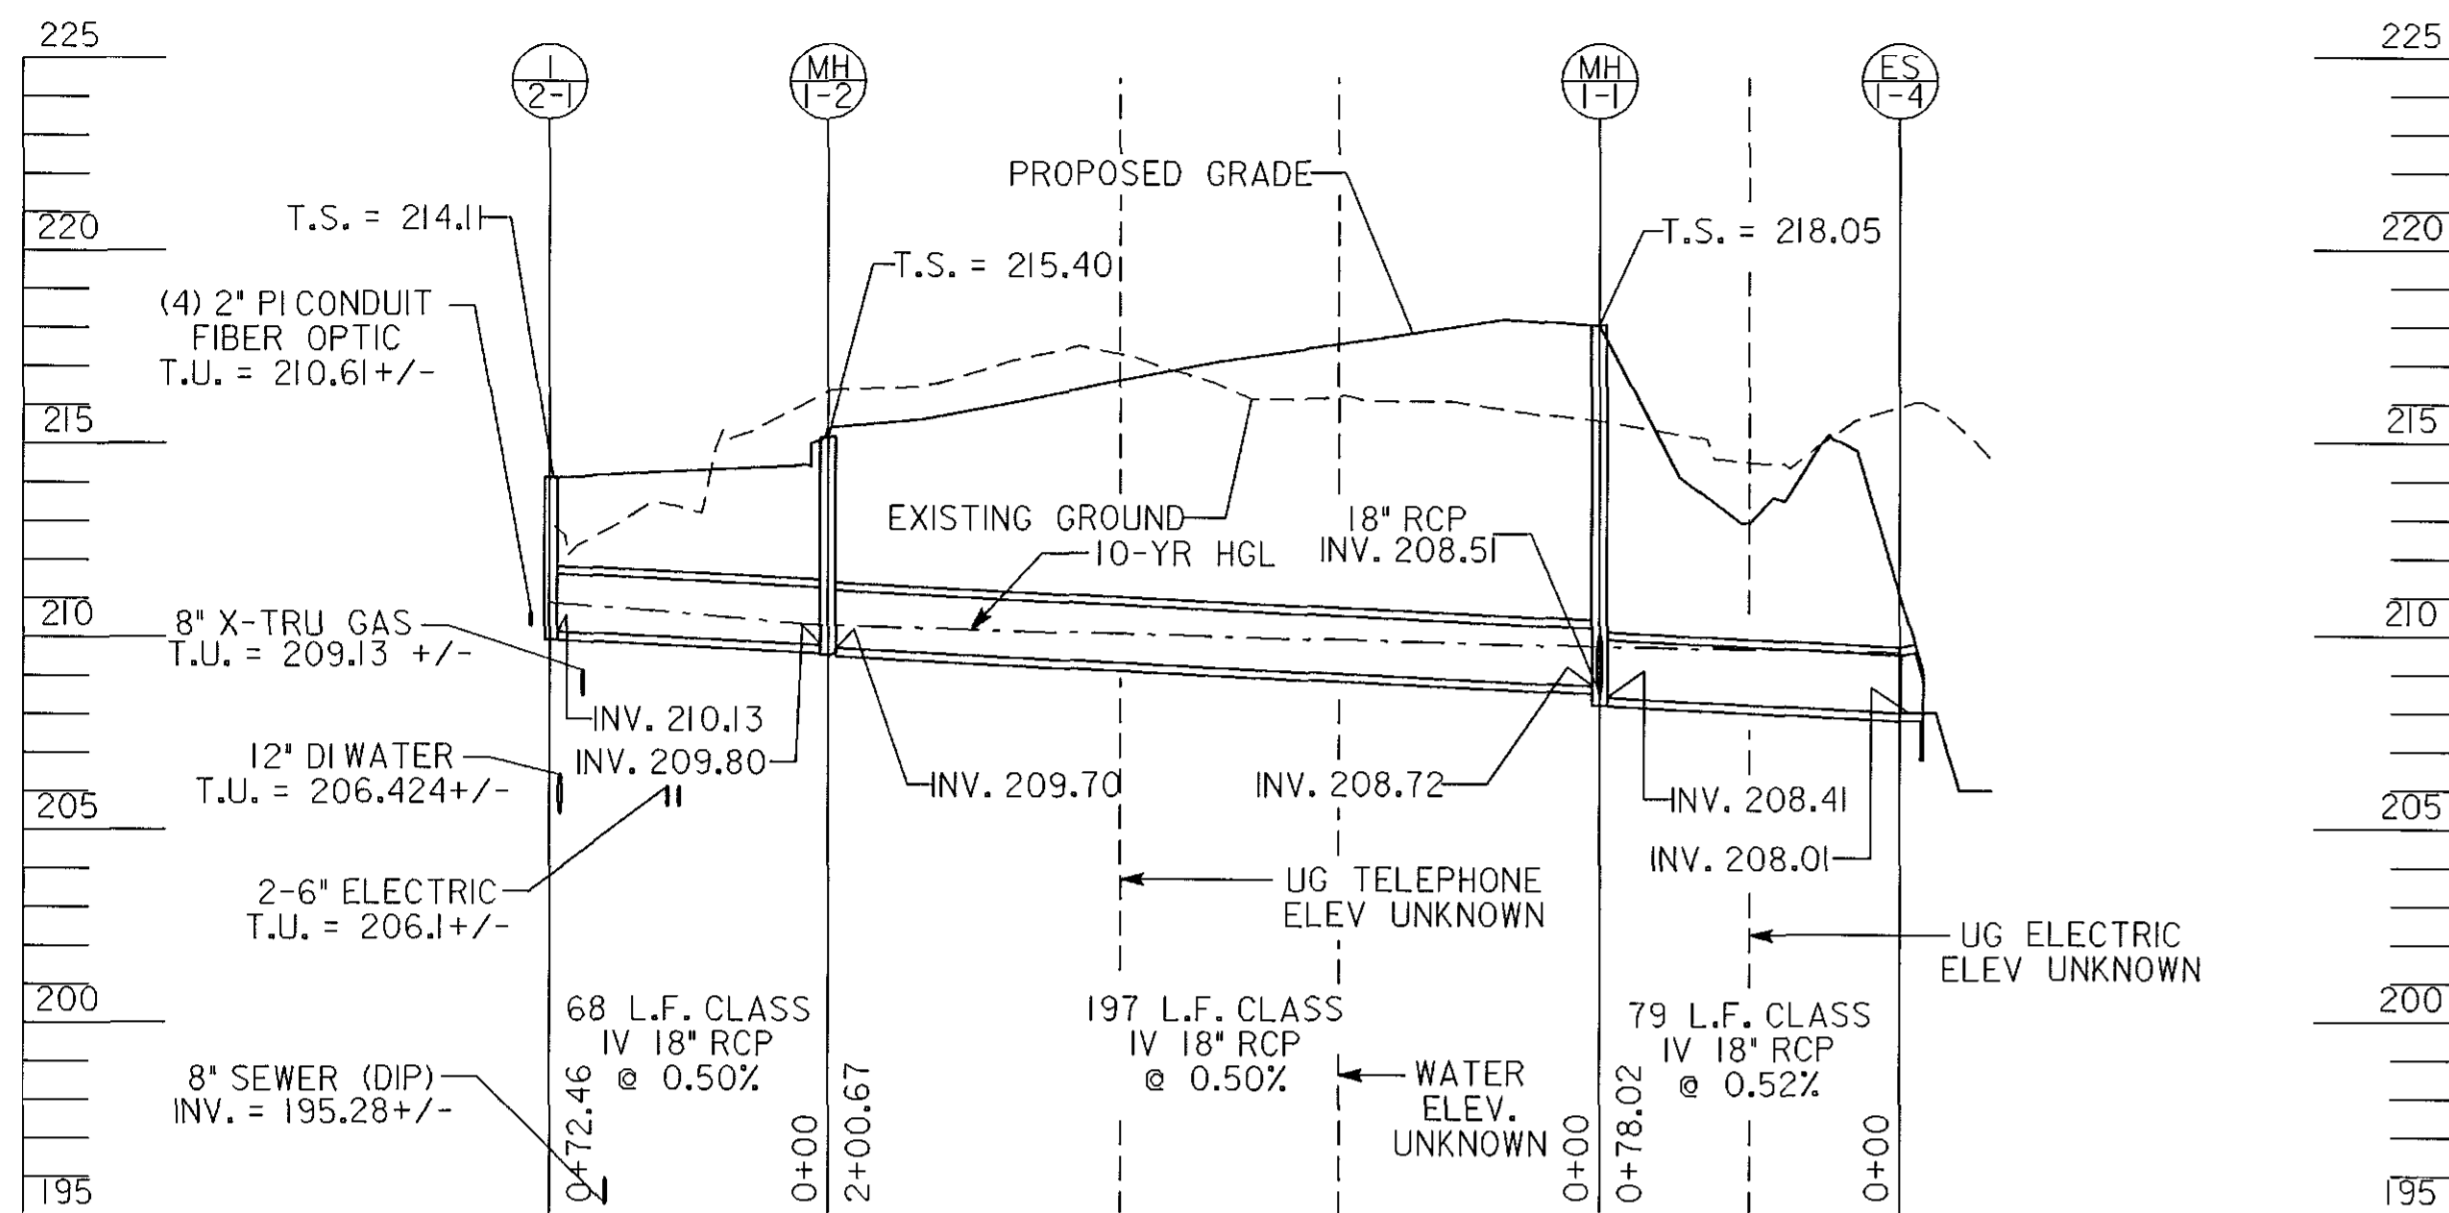 225
225
I
2-1
MH
1-2
MH
1-1
ES
1-4
PROPOSED GRADE
T.S. = 214.11
220
T.S. = 218.05
220
T.S. = 215.40
(4) 2" PI CONDUIT
FIBER OPTIC
T.U. = 210.61+/-
215
215
EXISTING GROUND
10-YR HGL
18" RCP
INV. 208.51
210
210
8" X-TRU GAS
T.U. = 209.13 +/-
INV. 210.13
INV. 209.80
12" DI WATER
T.U. = 206.424+/-
INV. 209.70
INV. 208.72
INV. 208.41
205
205
INV. 208.01
2-6" ELECTRIC
T.U. = 206.1+/-
UG TELEPHONE
ELEV UNKNOWN
UG ELECTRIC
ELEV UNKNOWN
200
200
68 L.F. CLASS
IV 18" RCP
@ 0.50%
197 L.F. CLASS
IV 18" RCP
@ 0.50%
79 L.F. CLASS
IV 18" RCP
@ 0.52%
WATER
ELEV.
UNKNOWN
8" SEWER (DIP)
INV. = 195.28+/-
0+72.46
0+00
2+00.67
0+00
0+78.02
0+00
195
195